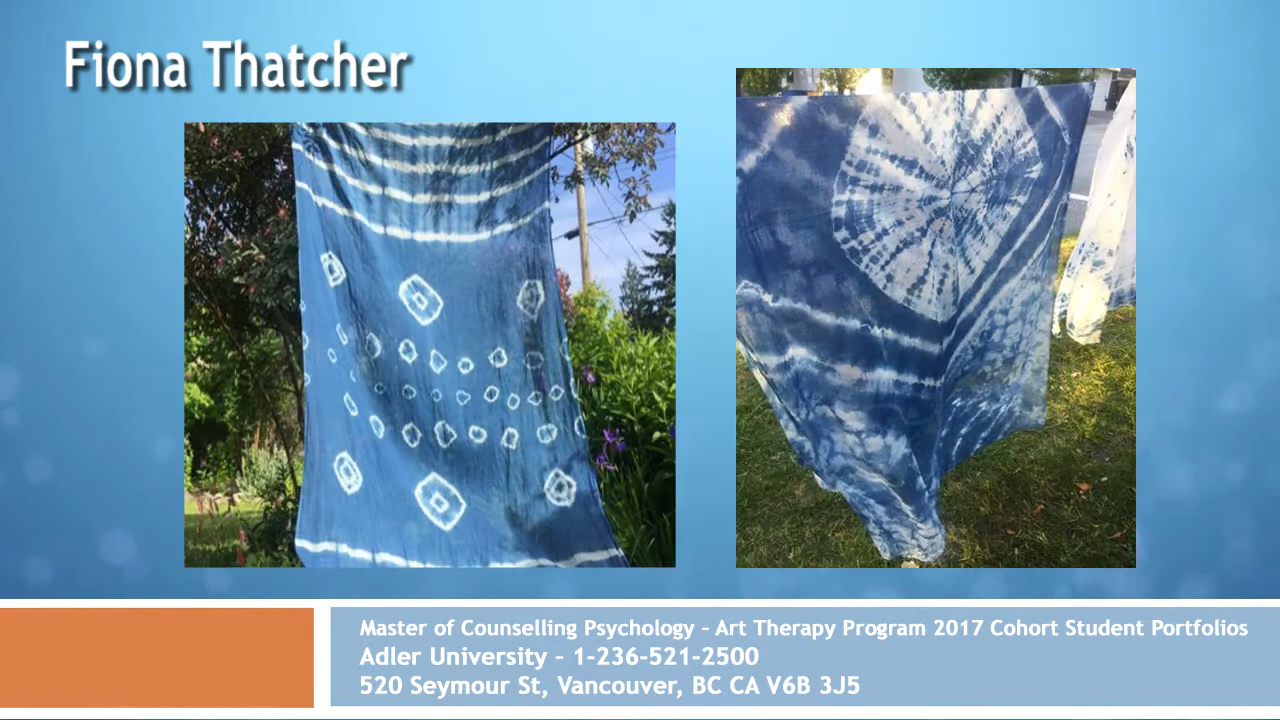 Fiona Thatcher
Master of Counselling Psychology – Art Therapy Program 2017 Cohort Student Portfolios
Adler University – 1-236-521-2500
520 Seymour St, Vancouver, BC CA V6B 3J5